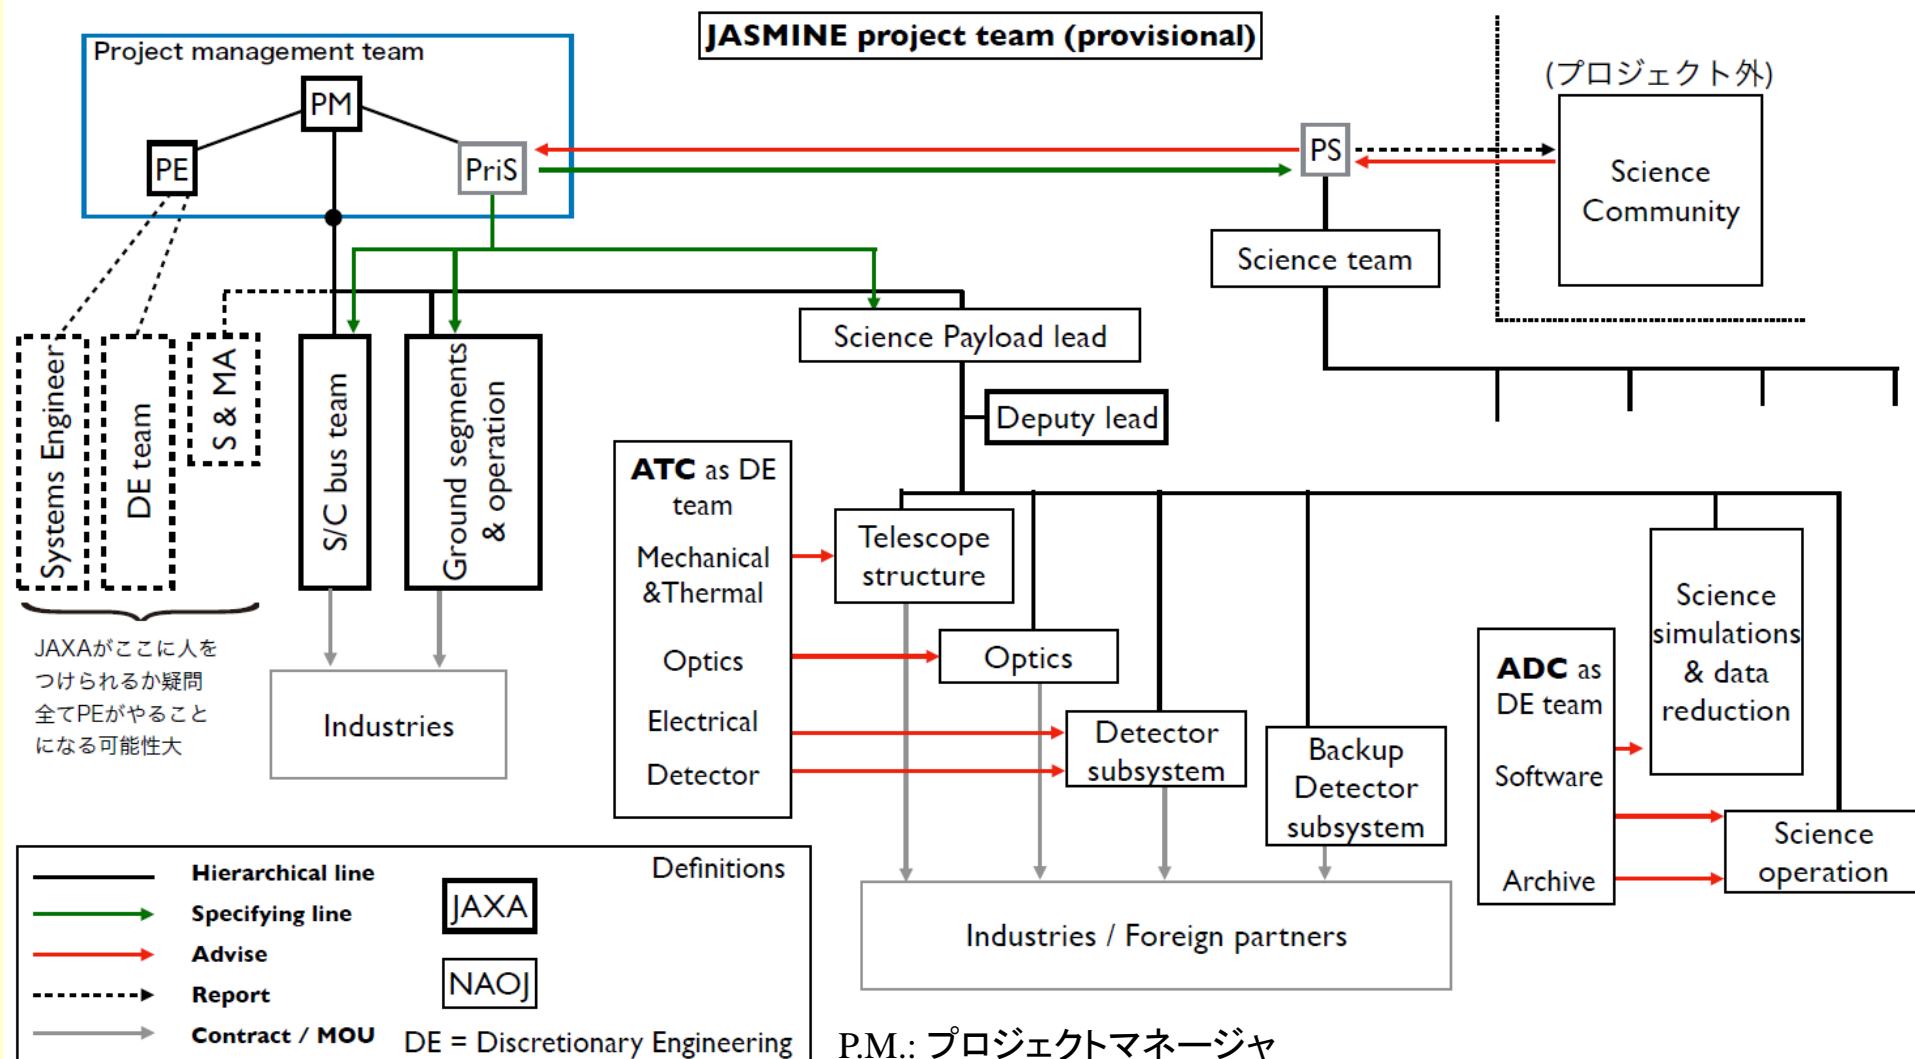 JASMINE project team (provisional)
Project management team
PM
PE
PriS
PS
(プロジェクト外)
Science
Community
Science team
Science Payload lead
Deputy lead
Systems Engineer
DE team
S & MA
S/C bus team
Ground segments
& operation
JAXAがここに人を
つけられるか疑問
全てPEがやること
になる可能性大
Industries
ATC as DE
team
Mechanical
&Thermal
Optics
Electrical
Detector
Telescope
structure
Optics
Detector
subsystem
Backup
Detector
subsystem
ADC as
DE team
Software
Archive
Science
simulations
& data
reduction
Science
operation
Industries / Foreign partners
Definitions
Hierarchical line
Specifying line
Advise
Report
Contract / MOU
JAXA
NAOJ
DE = Discretionary Engineering
P.M.: プロジェクトマネージャ